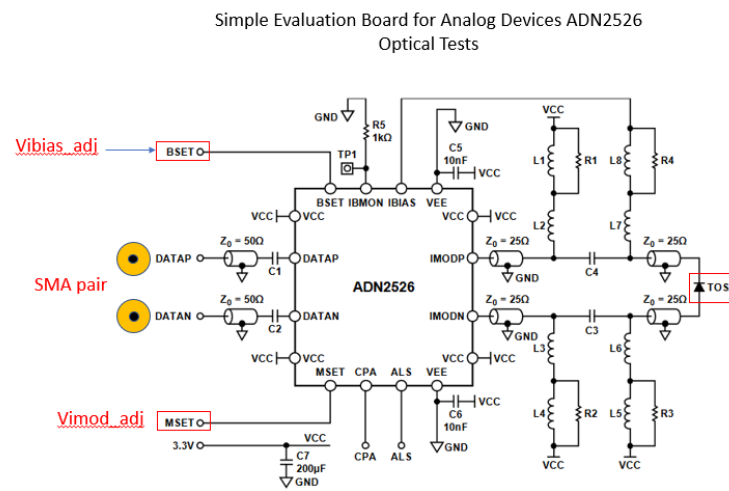 Simple Evaluation Board for Analog Devices ADN2526
Optical Tests
Vibias_adj
BSET
GND
R5
1kΩ
TP1
GND
C5
10nF
VCC
VCC
L1
R1
L2
L8
R4
L7
BSET IBMON IBIAS VEE
VCC
VCC
VCC
VCC
SMA pair
DATAP
Z0 = 50Ω
C1
DATAP
ADN2526
IMODP
Z0 = 25Ω
GND
C4
Z0 = 25Ω
TOS
DATAN
Z0 = 50Ω
C2
DATAN
IMODN
Z0 = 25Ω
GND
C3
Z0 = 25Ω
VCC
VCC
VCC
VCC
MSET CPA ALS VEE
L3
L6
L4
R2
L5
R3
VCC
VCC
Vimod_adj
MSET
3.3V
VCC
C7
200µF
GND
CPA
ALS
C6
10nF
VCC
GND